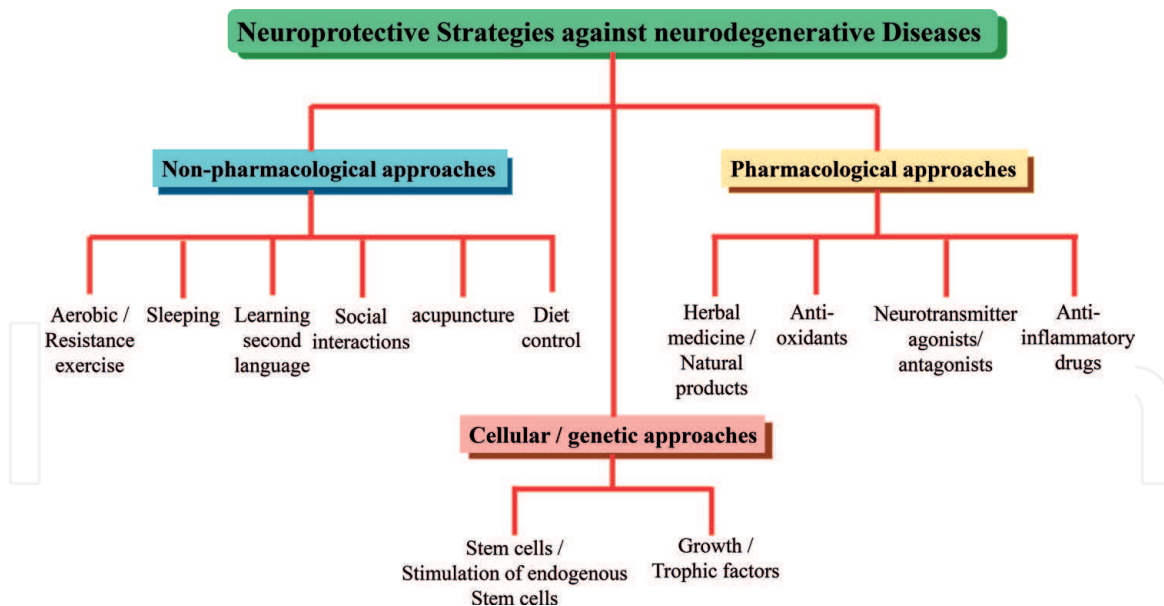 Neuroprotective Strategies against neurodegenerative Diseases
Non-pharmacological approaches
Pharmacological approaches
Aerobic /
Resistance
exercise
Sleeping
Learning
second
language
Social
interactions
acupuncture
Diet
control
Herbal
medicine /
Natural
products
Anti-
oxidants
Neurotransmitter
agonists/
antagonists
Anti-
inflammatory
drugs
Cellular / genetic approaches
Stem cells /
Stimulation of endogenous
Stem cells
Growth /
Trophic factors